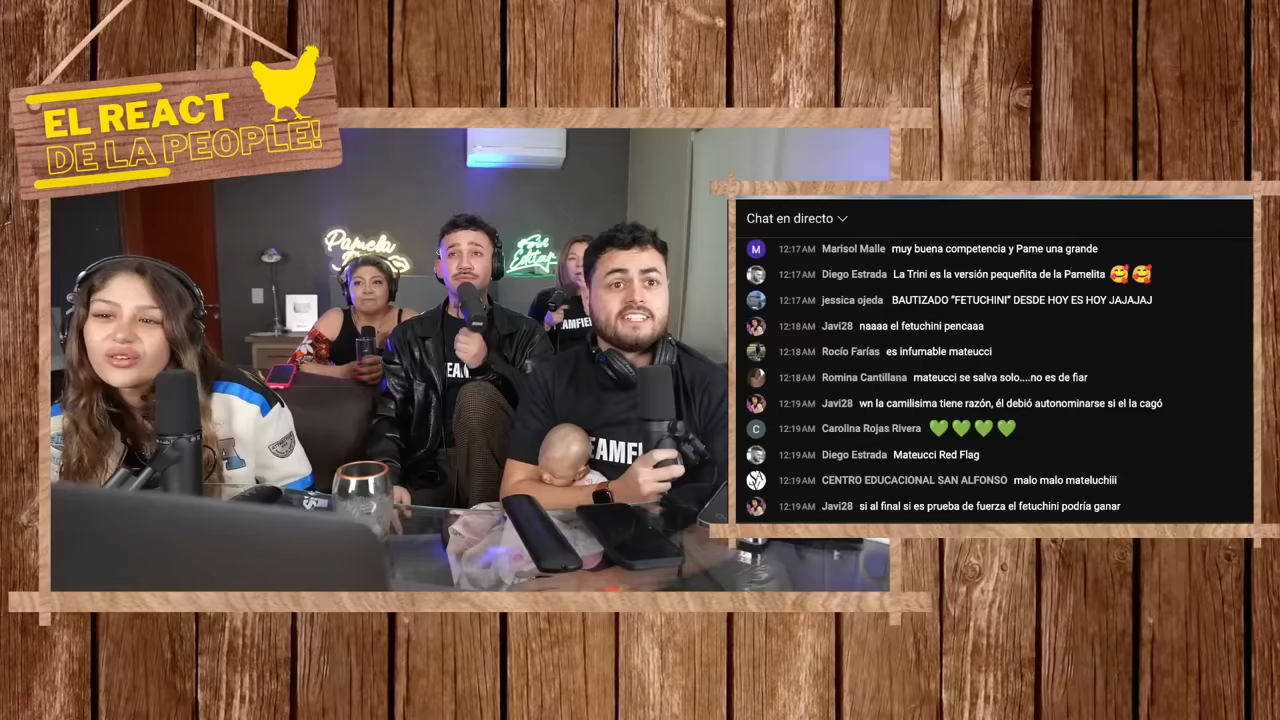 EL REACT
DE LA PEOPLE!
Pamela
Fan
Editar
EAM
AMFIEL
EAMFI
Chat en directo
M 12:17 AM Marisol Malle muy buena competencia y Pame una grande
12:17 AM Diego Estrada La Trini es la versión pequeñita de la Pamelita 🥰🥰
12:17 AM jessica ojeda BAUTIZADO “FETUCHINI” DESDE HOY ES HOY JAJAJAJ
12:18 AM Javi28 naaaa el fetuchini pencaaa
12:18 AM Rocío Farías es infumable mateucci
12:18 AM Romina Cantillana mateucci se salva solo....no es de fiar
12:19 AM Javi28 wn la camilisima tiene razón, él debió autonominarse si el la cagó
C 12:19 AM Carolina Rojas Rivera 💚💚💚💚
12:19 AM Diego Estrada Mateucci Red Flag
12:19 AM CENTRO EDUCACIONAL SAN ALFONSO malo malo mateluchiii
12:19 AM Javi28 si al final si es prueba de fuerza el fetuchini podría ganar